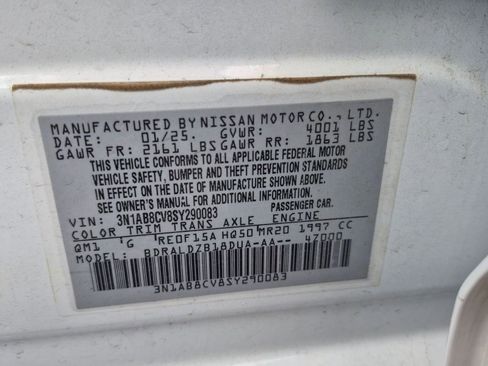 MANUFACTURED BY NISSAN MOTOR CO., LTD.
DATE: 01/25. GVWR: 4001 LBS
GAWR FR: 2161 LBS GAWR RR: 1863 LBS
THIS VEHICLE CONFORMS TO ALL APPLICABLE FEDERAL MOTOR
VEHICLE SAFETY, BUMPER AND THEFT PREVENTION STANDARDS
IN EFFECT ON THE DATE OF MANUFACTURE SHOWN ABOVE.
SEE OWNER'S MANUAL FOR ADDITIONAL INFORMATION.
PASSENGER CAR
VIN: 3N1AB8CV8SY290083
COLOR TRIM TRANS AXLE ENGINE
QM1 'G RE0F15A HQ50 MR20 1997 CC
MODEL: BDRALDZB18DUA-AA-- 4Z000
3N1AB8CV8SY290083